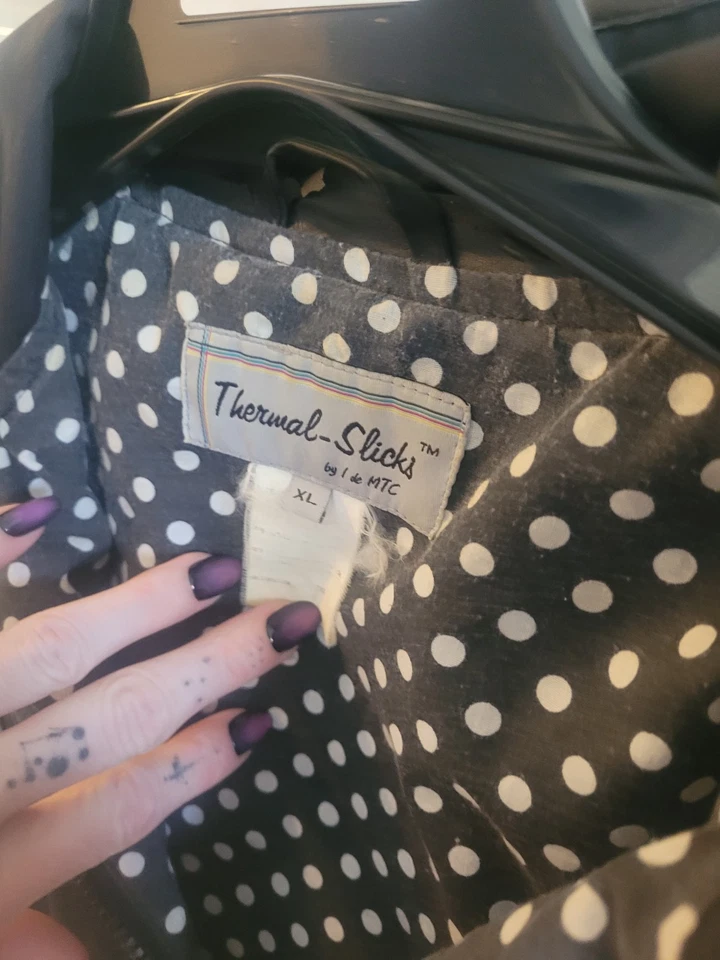 Thermal-Slicks™
by I de MTC
XL